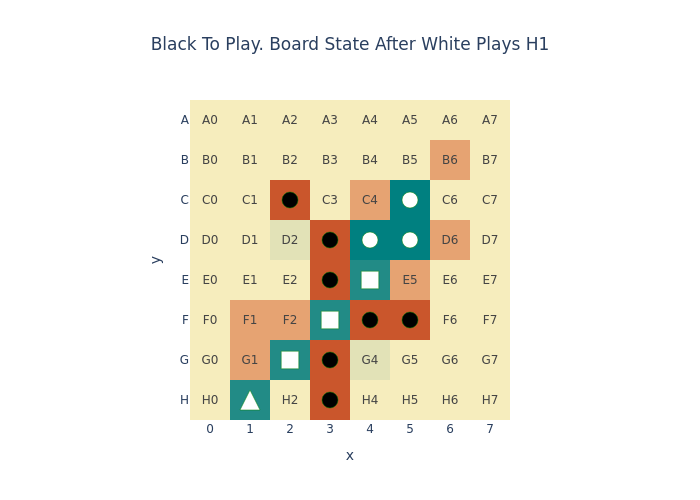 Black To Play. Board State After White Plays H1
A A0 A1 A2 A3 A4 A5 A6 A7
B B0 B1 B2 B3 B4 B5 B6 B7
C C0 C1 C3 C4 C6 C7
D D0 D1 D2 D6 D7
y
E E0 E1 E2 E5 E6 E7
F F0 F1 F2 F6 F7
G G0 G1 G4 G5 G6 G7
H H0 H2 H4 H5 H6 H7
0 1 2 3 4 5 6 7
x